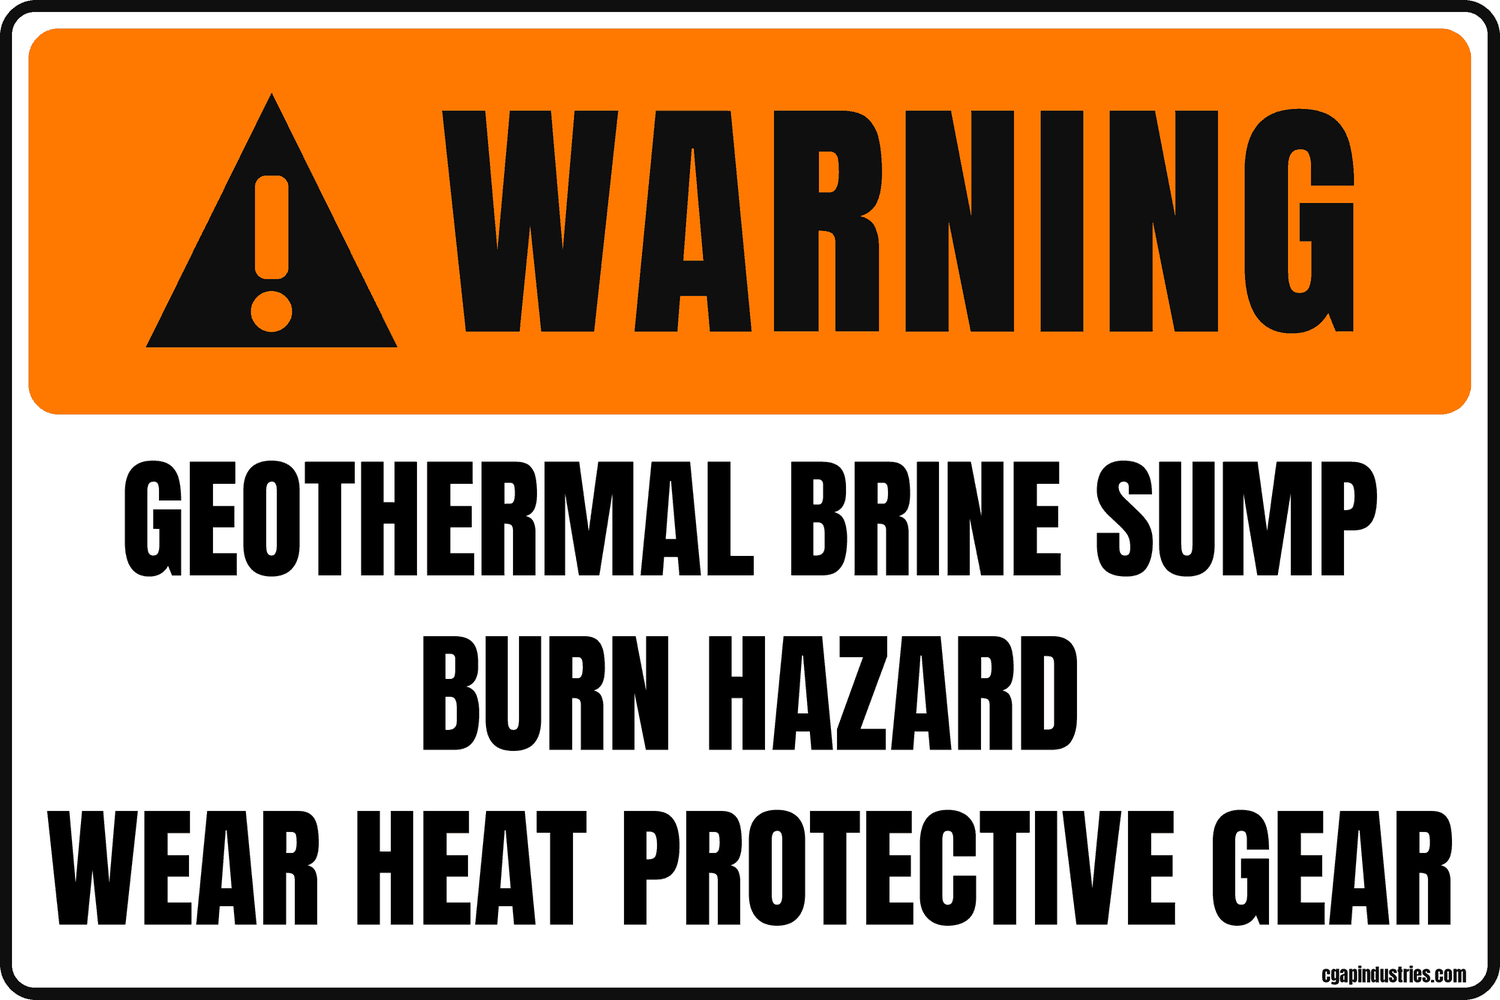 WARNING
GEOTHERMAL BRINE SUMP
BURN HAZARD
WEAR HEAT PROTECTIVE GEAR
cgapindustries.com